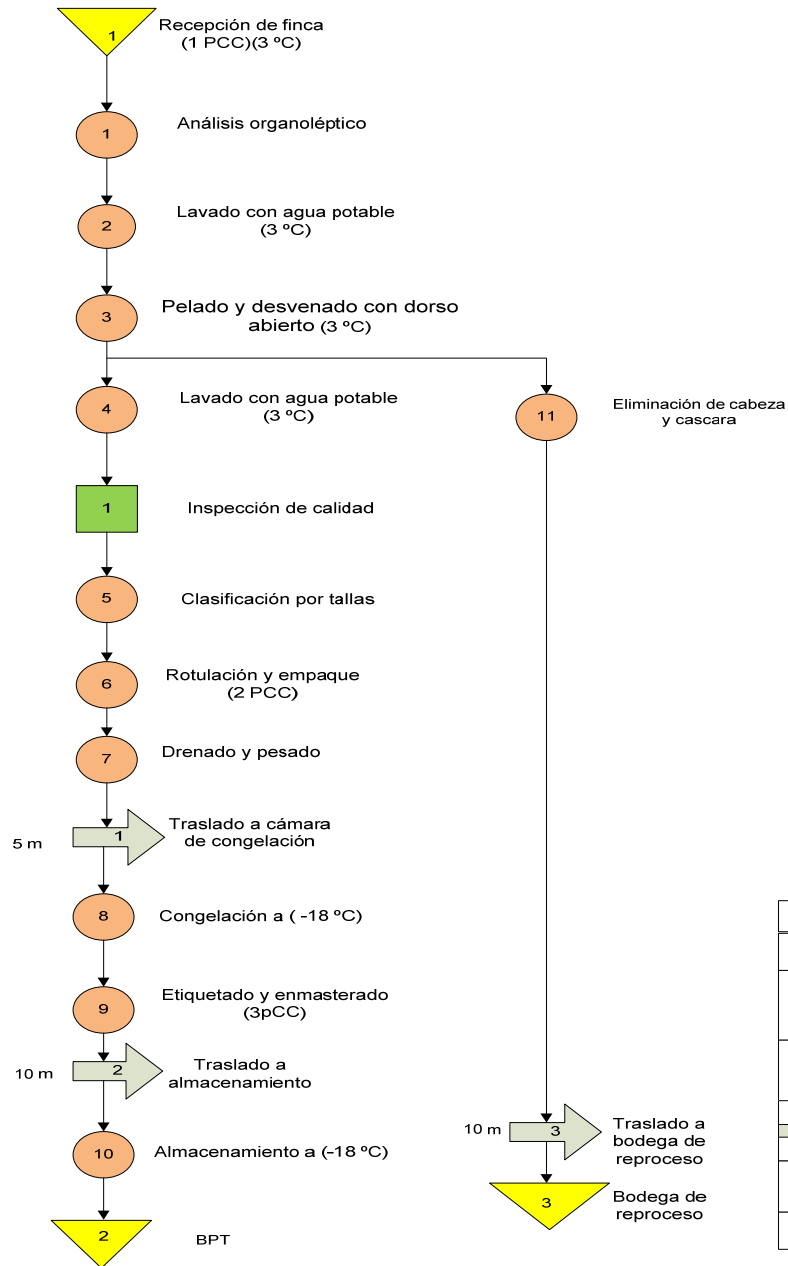 1
Recepción de finca
(1 PCC)(3 ºC)
1
Análisis organoléptico
2
Lavado con agua potable
(3 ºC)
3
Pelado y desvenado con dorso
abierto (3 ºC)
4
Lavado con agua potable
(3 ºC)
11
Eliminación de cabeza
y cascara
1
Inspección de calidad
5
Clasificación por tallas
6
Rotulación y empaque
(2 PCC)
7
Drenado y pesado
5 m
1
Traslado a cámara
de congelación
8
Congelación a ( -18 ºC)
9
Etiquetado y enmasterado
(3pCC)
10 m
2
Traslado a
almacenamiento
10
Almacenamiento a (-18 ºC)
2
BPT
10 m
3
Traslado a
bodega de
reproceso
3
Bodega de
reproceso